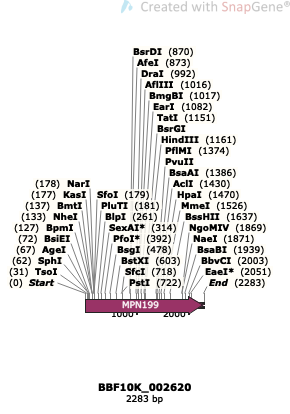 Created with SnapGene®
BsrDI (870)
AfeI (873)
DraI (992)
AflIII (1016)
BmgBI (1017)
EarI (1082)
TatI (1151)
BsrGI
HindIII (1161)
PflMI (1374)
PvuII
BsaAI (1386)
(178) NarI AclI (1430)
(177) KasI SfoI (179) HpaI (1470)
(137) BmtI PluTI (181) MmeI (1526)
(133) NheI BlpI (261) BssHII (1637)
(127) BpmI SexAI* (314) NgoMIV (1869)
(72) BsiEI PfoI* (392) NaeI (1871)
(67) AgeI BsgI (478) BsaBI (1939)
(62) SphI BstXI (603) BbvCI (2003)
(31) TsoI SfcI (718) EaeI* (2051)
(0) Start PstI (722) End (2283)
MPN199
1000 2000
BBF10K_002620
2283 bp